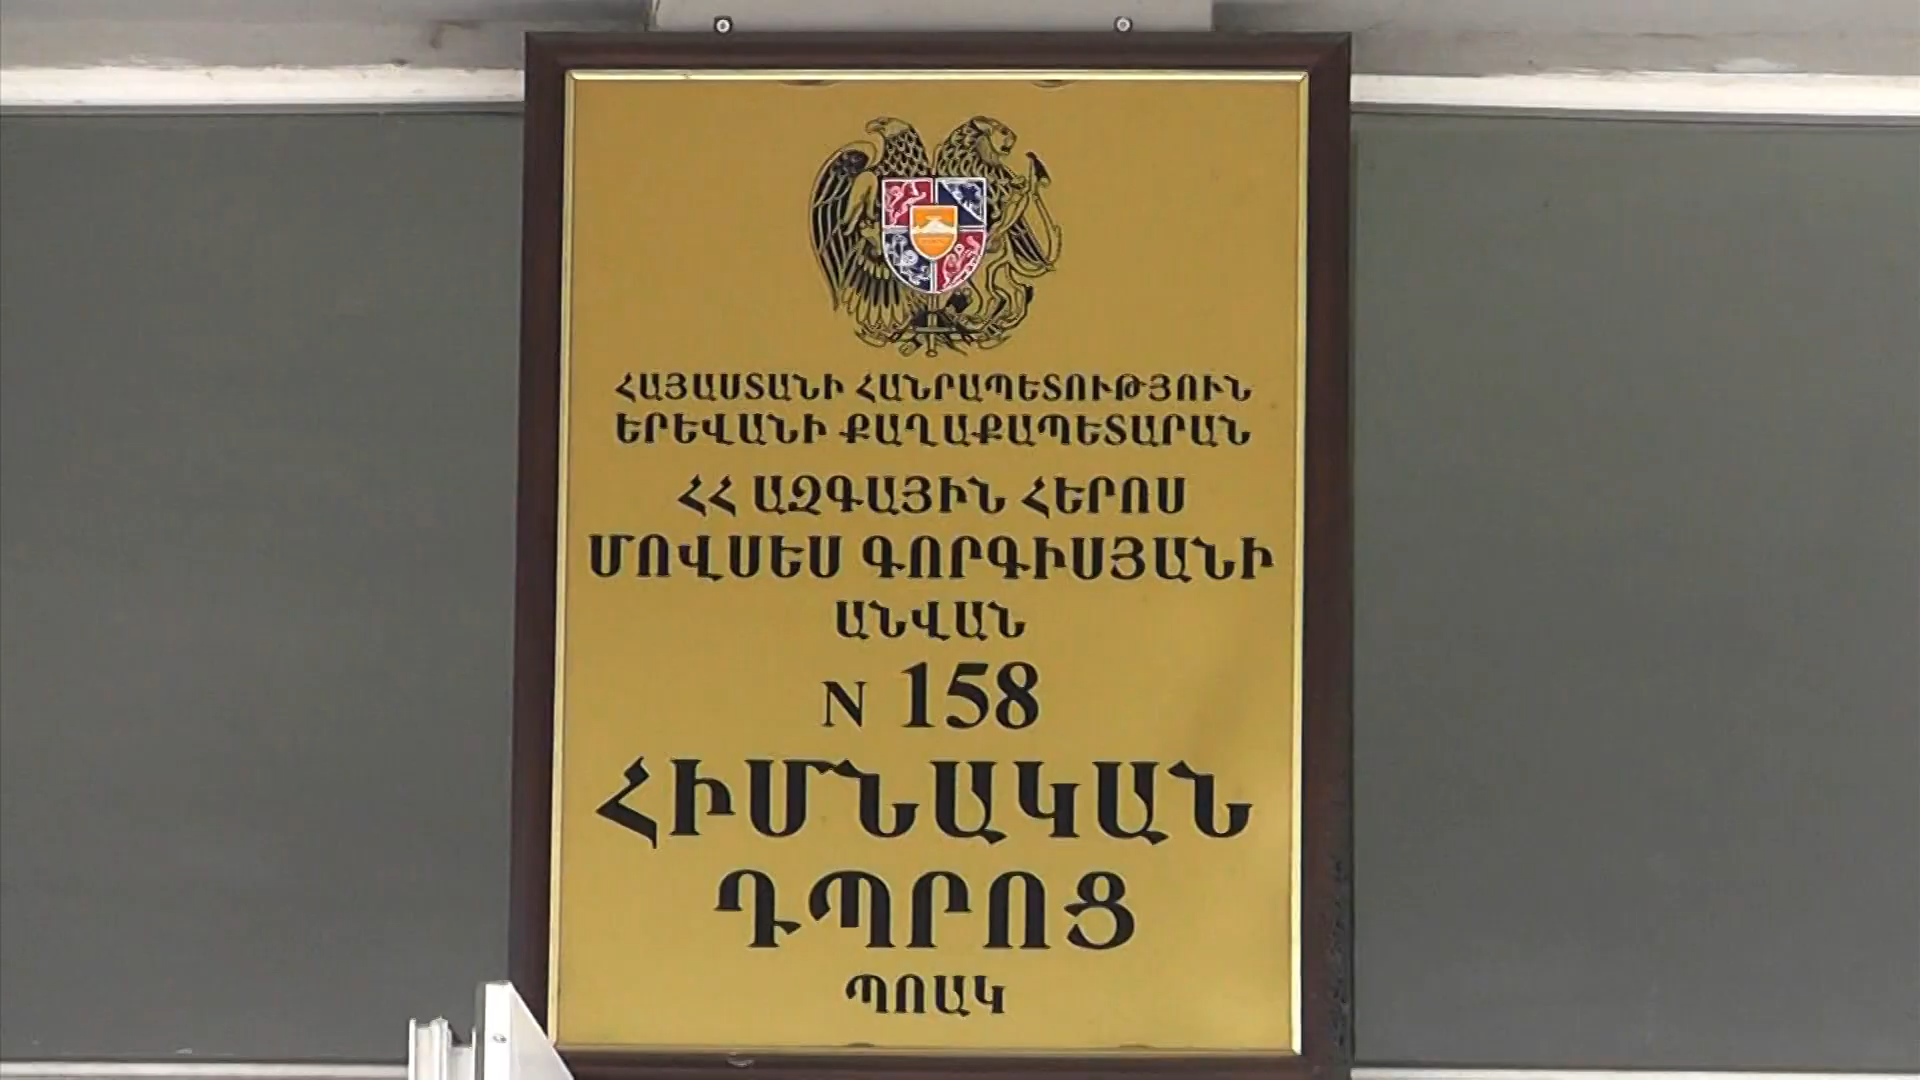 ՀԱՅԱՍՏԱՆԻ ՀԱՆՐԱՊԵՏՈՒԹՅՈՒՆ
ԵՐԵՎԱՆԻ ՔԱՂԱՔԱՊԵՏԱՐԱՆ
ՀՀ ԱԶԳԱՅԻՆ ՀԵՐՈՍ
ՄՈՎՍԵՍ ԳՈՐԳԻՍՅԱՆԻ
ԱՆՎԱՆ
N 158
ՀԻՄՆԱԿԱՆ
ԴՊՐՈՑ
ՊՈԱԿ